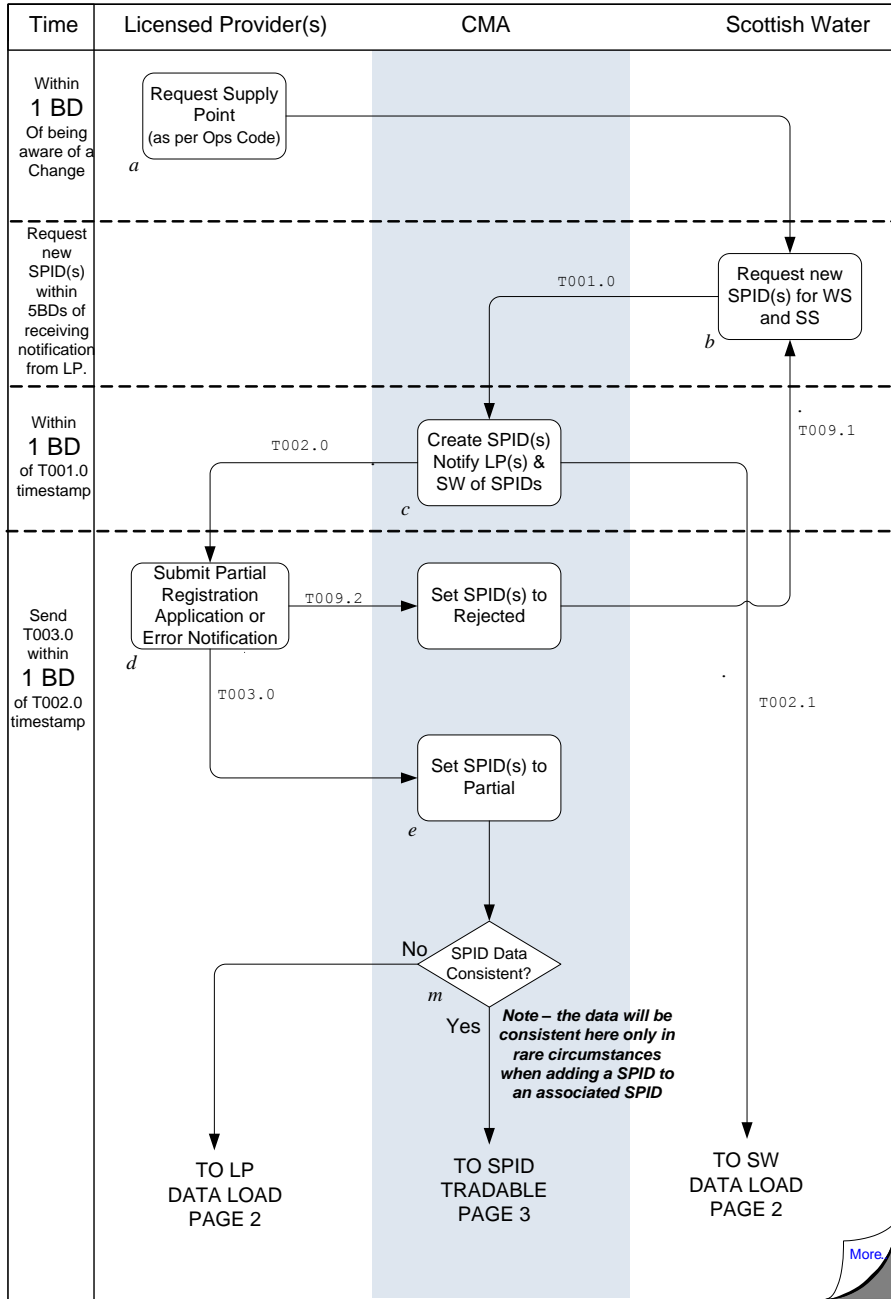 Time
Licensed Provider(s)
CMA
Scottish Water
Within
1 BD
Of being
aware of a
Change
Request Supply
Point
(as per Ops Code)
a
Request
new
SPID(s)
within
5BDs of
receiving
notification
from LP.
T001.0
Request new
SPID(s) for WS
and SS
b
Within
1 BD
of T001.0
timestamp
T002.0
Create SPID(s)
Notify LP(s) &
SW of SPIDs
c
T009.1
Send
T003.0
within
1 BD
of T002.0
timestamp
Submit Partial
Registration
Application or
Error Notification
d
T009.2
Set SPID(s) to
Rejected
T003.0
T002.1
Set SPID(s) to
Partial
e
No
SPID Data
Consistent?
m
Yes
Note – the data will be
consistent here only in
rare circumstances
when adding a SPID to
an associated SPID
TO LP
DATA LOAD
PAGE 2
TO SPID
TRADABLE
PAGE 3
TO SW
DATA LOAD
PAGE 2
More.